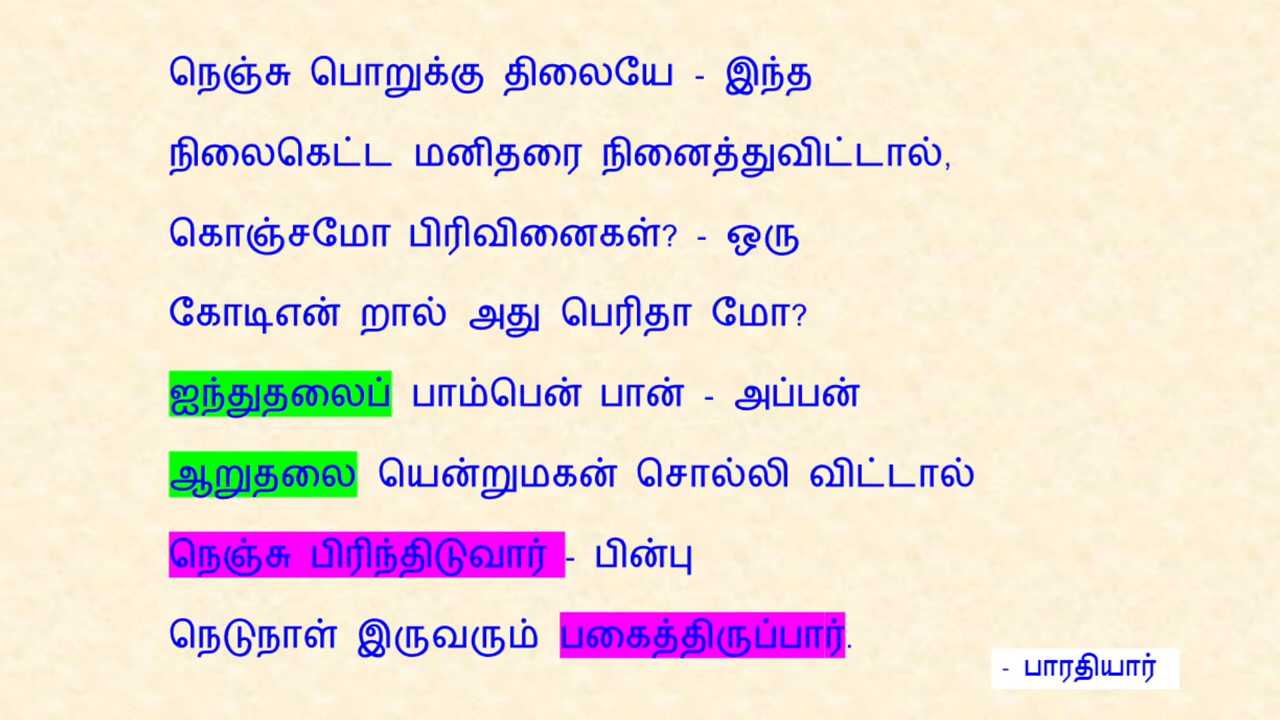 நெஞ்சு பொறுக்கு திலையே - இந்த
நிலைகெட்ட மனிதரை நினைத்துவிட்டால்,
கொஞ்சமோ பிரிவினைகள்? - ஒரு
கோடிஎன் றால் அது பெரிதா மோ?
ஐந்துதலைப் பாம்பென் பான் - அப்பன்
ஆறுதலை யென்றுமகன் சொல்லி விட்டால்
நெஞ்சு பிரிந்திடுவார் - பின்பு
நெடுநாள் இருவரும் பகைத்திருப்பார்.
- பாரதியார்